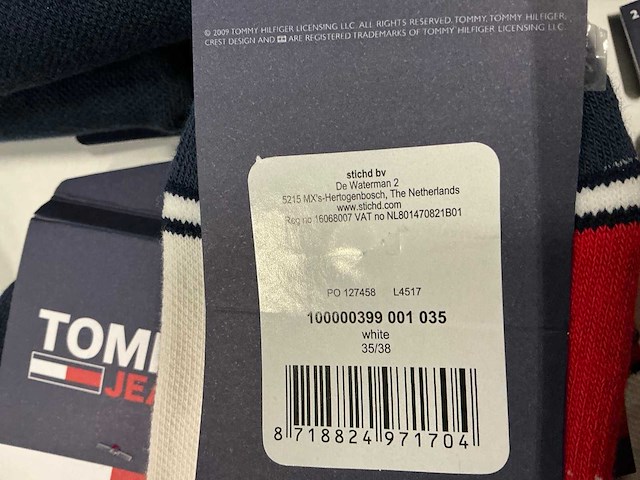 © 2009 TOMMY HILFIGER LICENSING LLC. ALL RIGHTS RESERVED. TOMMY, TOMMY HILFIGER,
CREST DESIGN AND ARE REGISTERED TRADEMARKS OF TOMMY HILFIGER LICENSING LLC.
stichd bv
De Waterman 2
5215 MX's-Hertogenbosch, The Netherlands
www.stichd.com
Reg no 16068007 VAT no NL801470821B01
PO 127458 L4517
100000399 001 035
white
35/38
8 718824 971704
TOMM
JEA
2